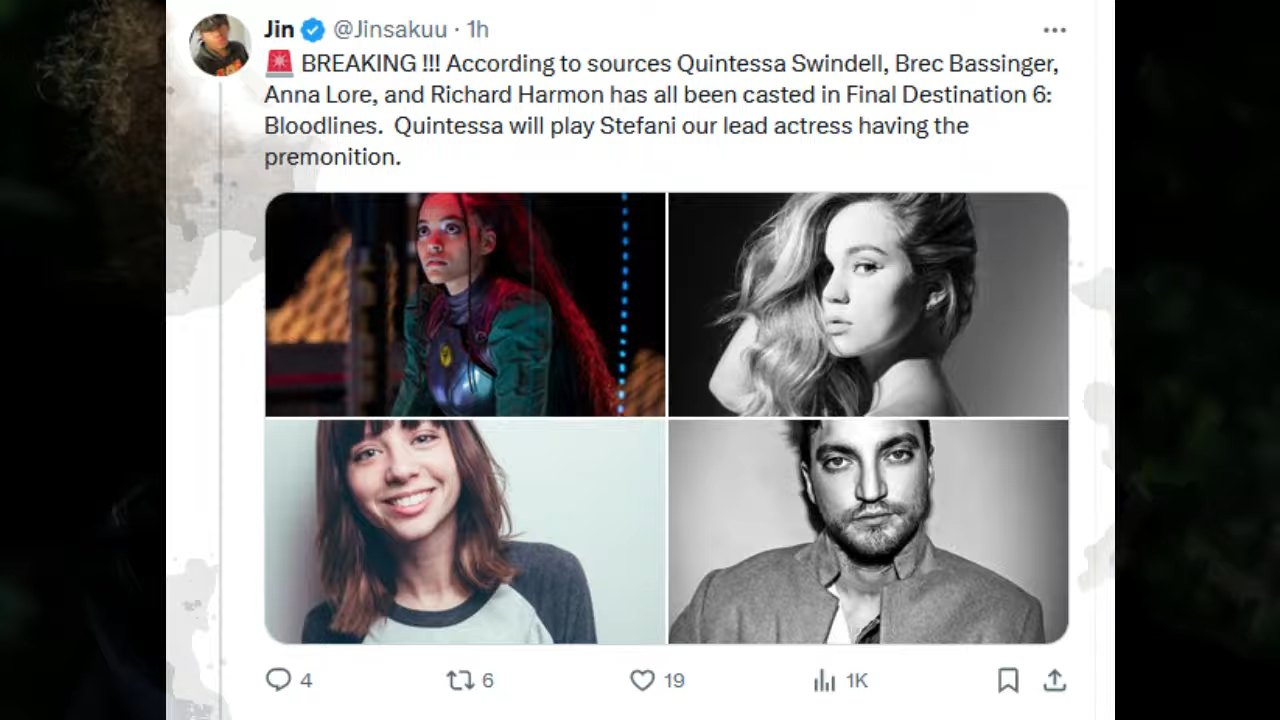 Jin @Jinsakuu · 1h
🚨 BREAKING !!! According to sources Quintessa Swindell, Brec Bassinger,
Anna Lore, and Richard Harmon has all been casted in Final Destination 6:
Bloodlines.  Quintessa will play Stefani our lead actress having the
premonition.
4 6 19 1K